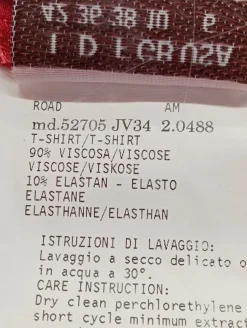 ROAD AM
md.52705 JV34 2.0488
T-SHIRT/T-SHIRT
90% VISCOSA/VISCOSE
VISCOSE/VISKOSE
10% ELASTAN - ELASTO
ELASTANE
ELASTHANNE/ELASTHAN
ISTRUZIONI DI LAVAGGIO:
Lavaggio a secco delicato o
in acqua a 30°.
CARE INSTRUCTION:
Dry clean perchlorethylene
short cycle minimum extract